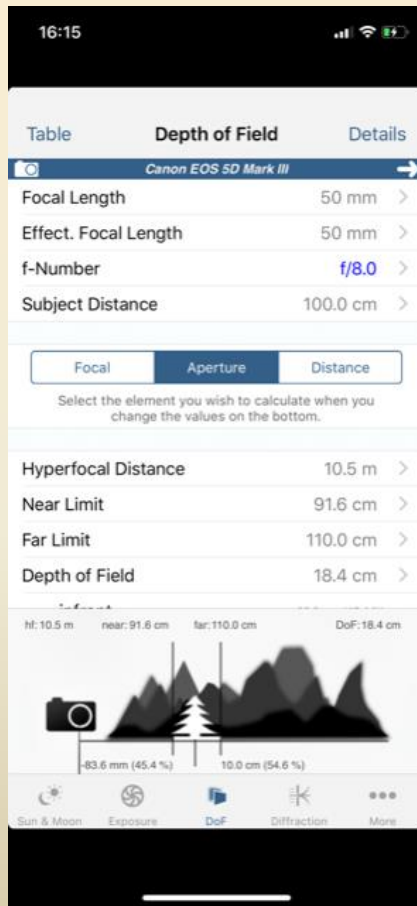 16:15
Table Depth of Field Details
Canon EOS 5D Mark III
Focal Length 50 mm
Effect. Focal Length 50 mm
f-Number f/8.0
Subject Distance 100.0 cm
Focal Aperture Distance
Select the element you wish to calculate when you
change the values on the bottom.
Hyperfocal Distance 10.5 m
Near Limit 91.6 cm
Far Limit 110.0 cm
Depth of Field 18.4 cm
hf: 10.5 m near: 91.6 cm far: 110.0 cm DoF: 18.4 cm
-83.6 mm (45.4 %) 10.0 cm (54.6 %)
Sun & Moon Exposure DoF Diffraction More